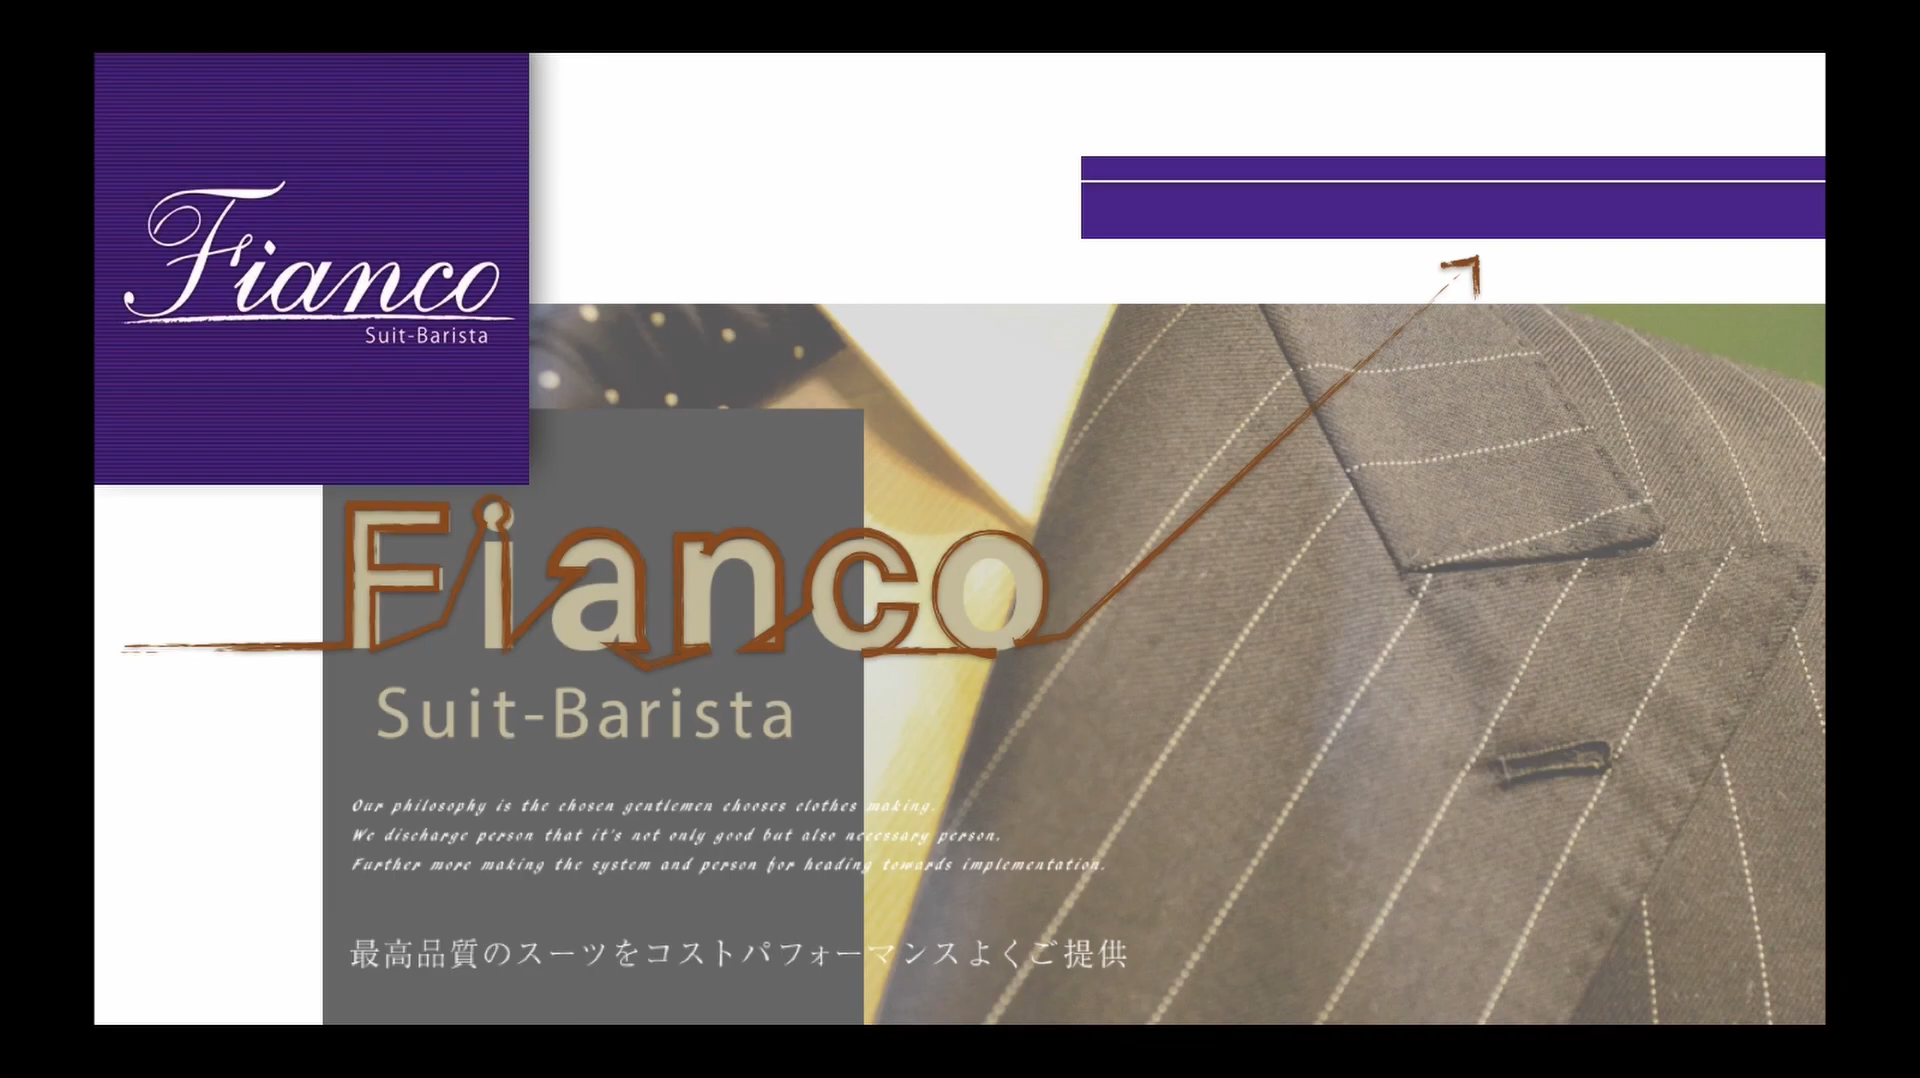 Fianco
Suit-Barista
Fianco
Suit-Barista
Our philosophy is the chosen gentlemen chooses clothes making.
We discharge person that it's not only good but also necessary person.
Further more making the system and person for heading towards implementation.
最高品質のスーツをコストパフォーマンスよくご提供